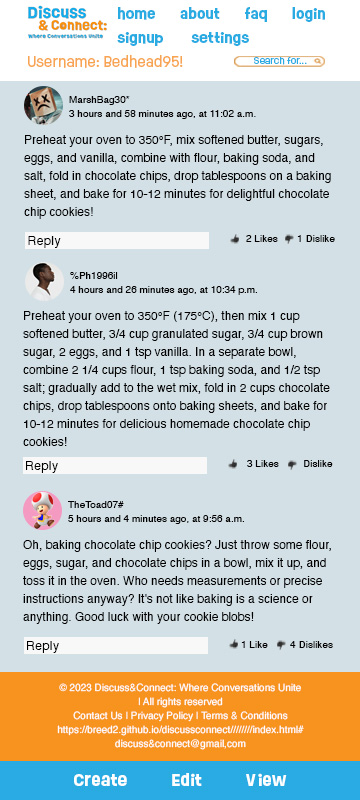 Discuss
& Connect:
Where Conversations Unite
home about faq login
signup settings
Username: Bedhead95!
Search for...
MarshBag30*
3 hours and 58 minutes ago, at 11:02 a.m.
Preheat your oven to 350°F, mix softened butter, sugars,
eggs, and vanilla, combine with flour, baking soda, and
salt, fold in chocolate chips, drop tablespoons on a baking
sheet, and bake for 10-12 minutes for delightful chocolate
chip cookies!
Reply
2 Likes 1 Dislike
%Ph1996il
4 hours and 26 minutes ago, at 10:34 p.m.
Preheat your oven to 350°F (175°C), then mix 1 cup
softened butter, 3/4 cup granulated sugar, 3/4 cup brown
sugar, 2 eggs, and 1 tsp vanilla. In a separate bowl,
combine 2 1/4 cups flour, 1 tsp baking soda, and 1/2 tsp
salt; gradually add to the wet mix, fold in 2 cups chocolate
chips, drop tablespoons onto baking sheets, and bake for
10-12 minutes for delicious homemade chocolate chip
cookies!
Reply
3 Likes Dislike
TheToad07#
5 hours and 4 minutes ago, at 9:56 a.m.
Oh, baking chocolate chip cookies? Just throw some flour,
eggs, sugar, and chocolate chips in a bowl, mix it up, and
toss it in the oven. Who needs measurements or precise
instructions anyway? It's not like baking is a science or
anything. Good luck with your cookie blobs!
Reply
1 Like 4 Dislikes
© 2023 Discuss&Connect: Where Conversations Unite
| All rights reserved
Contact Us | Privacy Policy | Terms & Conditions
https://breed2.github.io/discussconnect////////index.html#
discuss&connect@gmail,com
Create Edit View